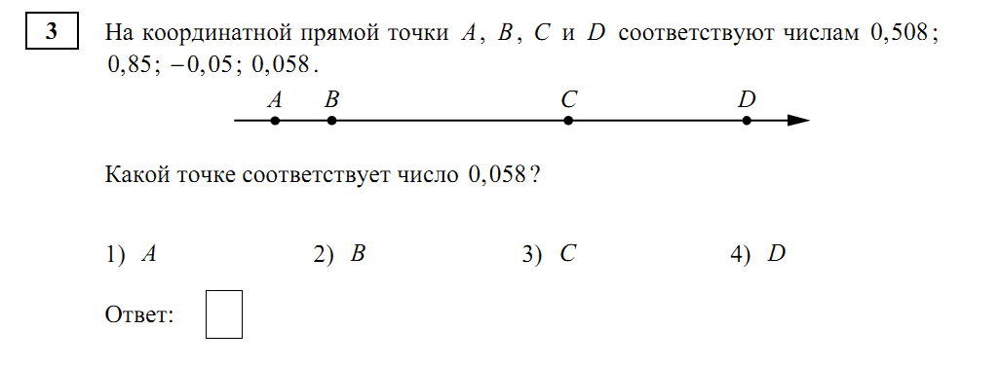 3 На координатной прямой точки A, B, C и D соответствуют числам 0,508;
0,85; −0,05; 0,058.
A B C D
Какой точке соответствует число 0,058?
1) A 2) B 3) C 4) D
Ответ: